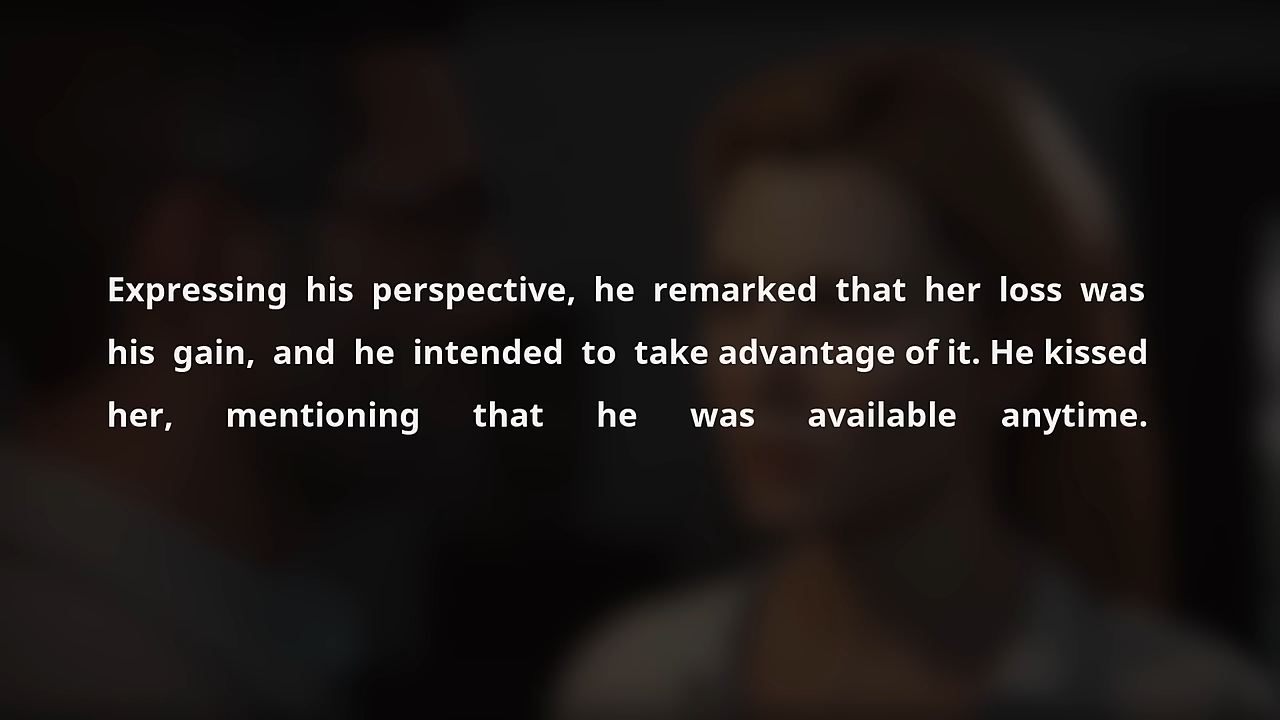 Expressing his perspective, he remarked that her loss was
his gain, and he intended to take advantage of it. He kissed
her, mentioning that he was available anytime.